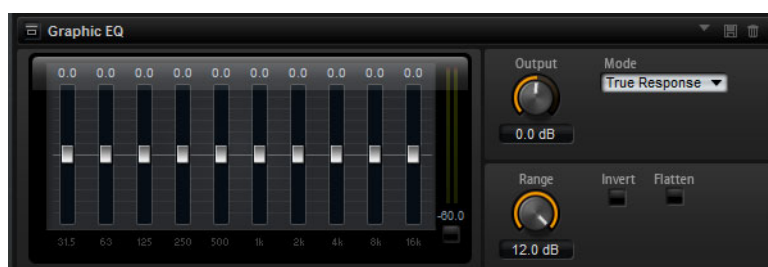 Graphic EQ
0.0 0.0 0.0 0.0 0.0 0.0 0.0 0.0 0.0 0.0
-60.0
31.5 63 125 250 500 1k 2k 4k 8k 16k
Output
0.0 dB
Mode
True Response
Range
12.0 dB
Invert
Flatten